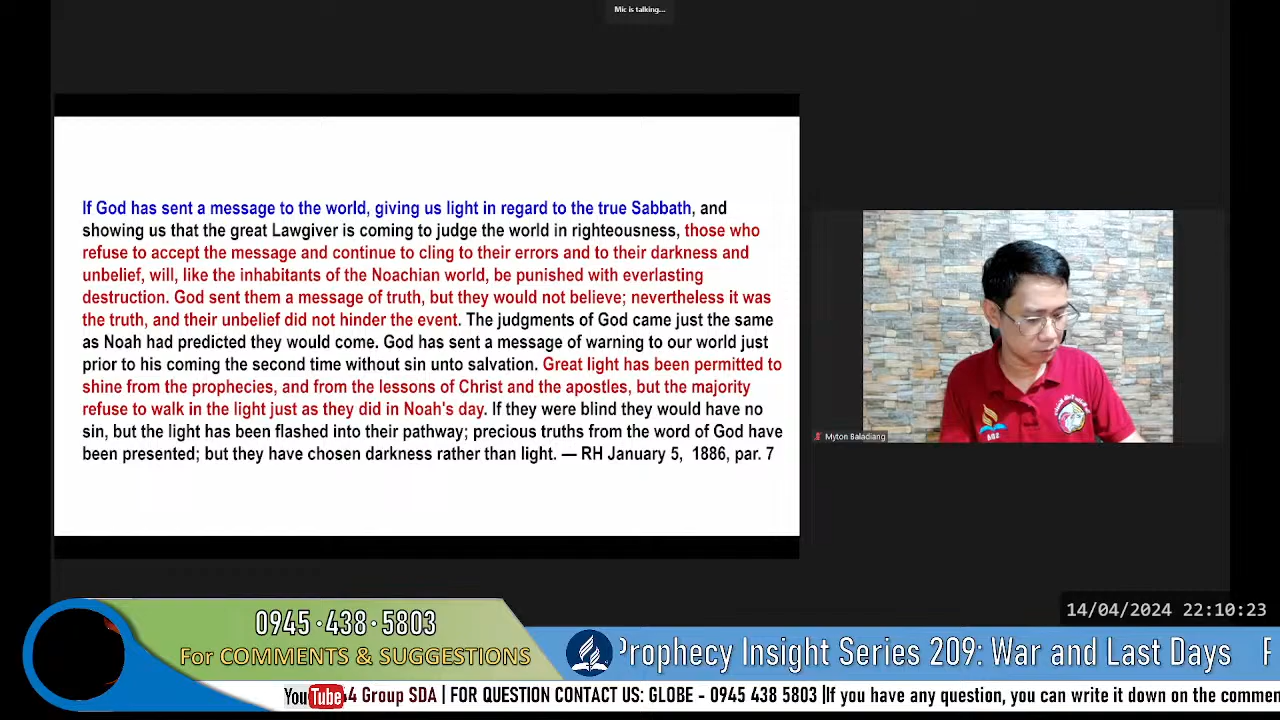 Mic is talking...
If God has sent a message to the world, giving us light in regard to the true Sabbath, and
showing us that the great Lawgiver is coming to judge the world in righteousness, those who
refuse to accept the message and continue to cling to their errors and to their darkness and
unbelief, will, like the inhabitants of the Noachian world, be punished with everlasting
destruction. God sent them a message of truth, but they would not believe; nevertheless it was
the truth, and their unbelief did not hinder the event. The judgments of God came just the same
as Noah had predicted they would come. God has sent a message of warning to our world just
prior to his coming the second time without sin unto salvation. Great light has been permitted to
shine from the prophecies, and from the lessons of Christ and the apostles, but the majority
refuse to walk in the light just as they did in Noah's day. If they were blind they would have no
sin, but the light has been flashed into their pathway; precious truths from the word of God have
been presented; but they have chosen darkness rather than light. — RH January 5, 1886, par. 7
Myton Baladiang
14/04/2024 22:10:23
0945·438·5803
For COMMENTS & SUGGESTIONS
Prophecy Insight Series 209: War and Last Days
YouTube 4 Group SDA | FOR QUESTION CONTACT US: GLOBE - 0945 438 5803 |If you have any question, you can write it down on the